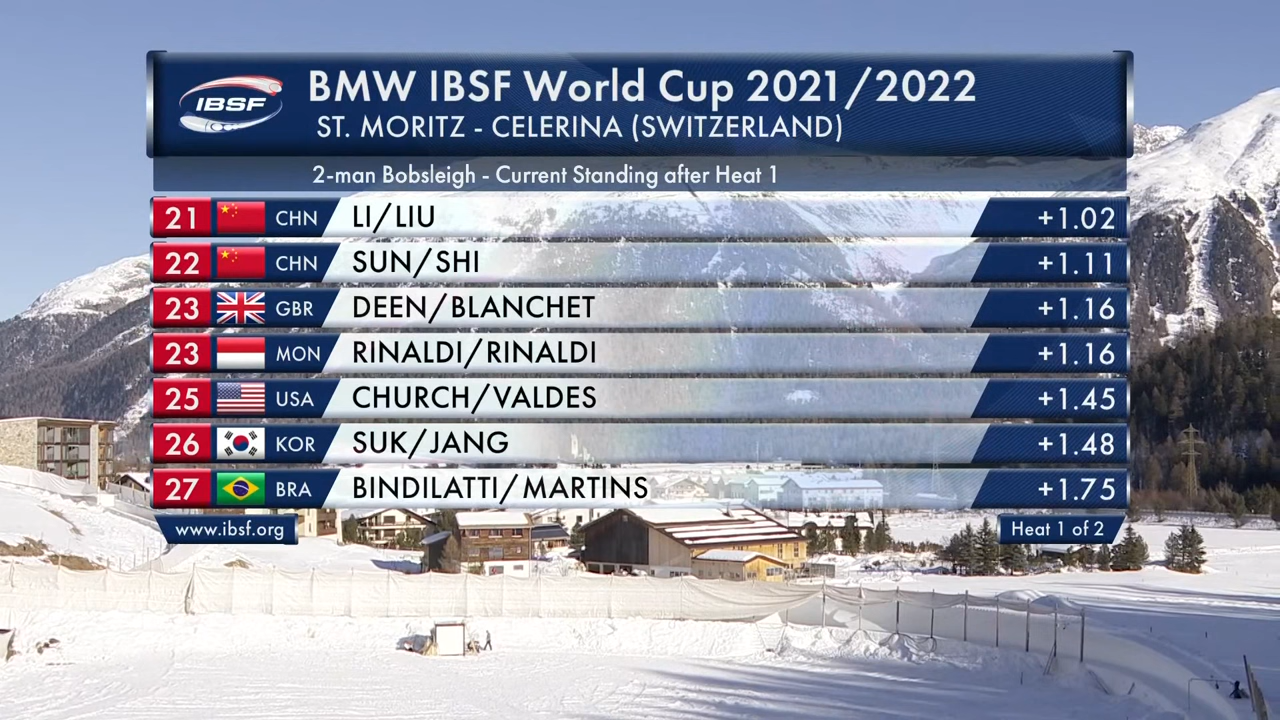 IBSF
BMW IBSF World Cup 2021/2022
ST. MORITZ - CELERINA (SWITZERLAND)
2-man Bobsleigh - Current Standing after Heat 1
21 CHN LI/LIU +1.02
22 CHN SUN/SHI +1.11
23 GBR DEEN/BLANCHET +1.16
23 MON RINALDI/RINALDI +1.16
25 USA CHURCH/VALDES +1.45
26 KOR SUK/JANG +1.48
27 BRA BINDILATTI/MARTINS +1.75
www.ibsf.org Heat 1 of 2